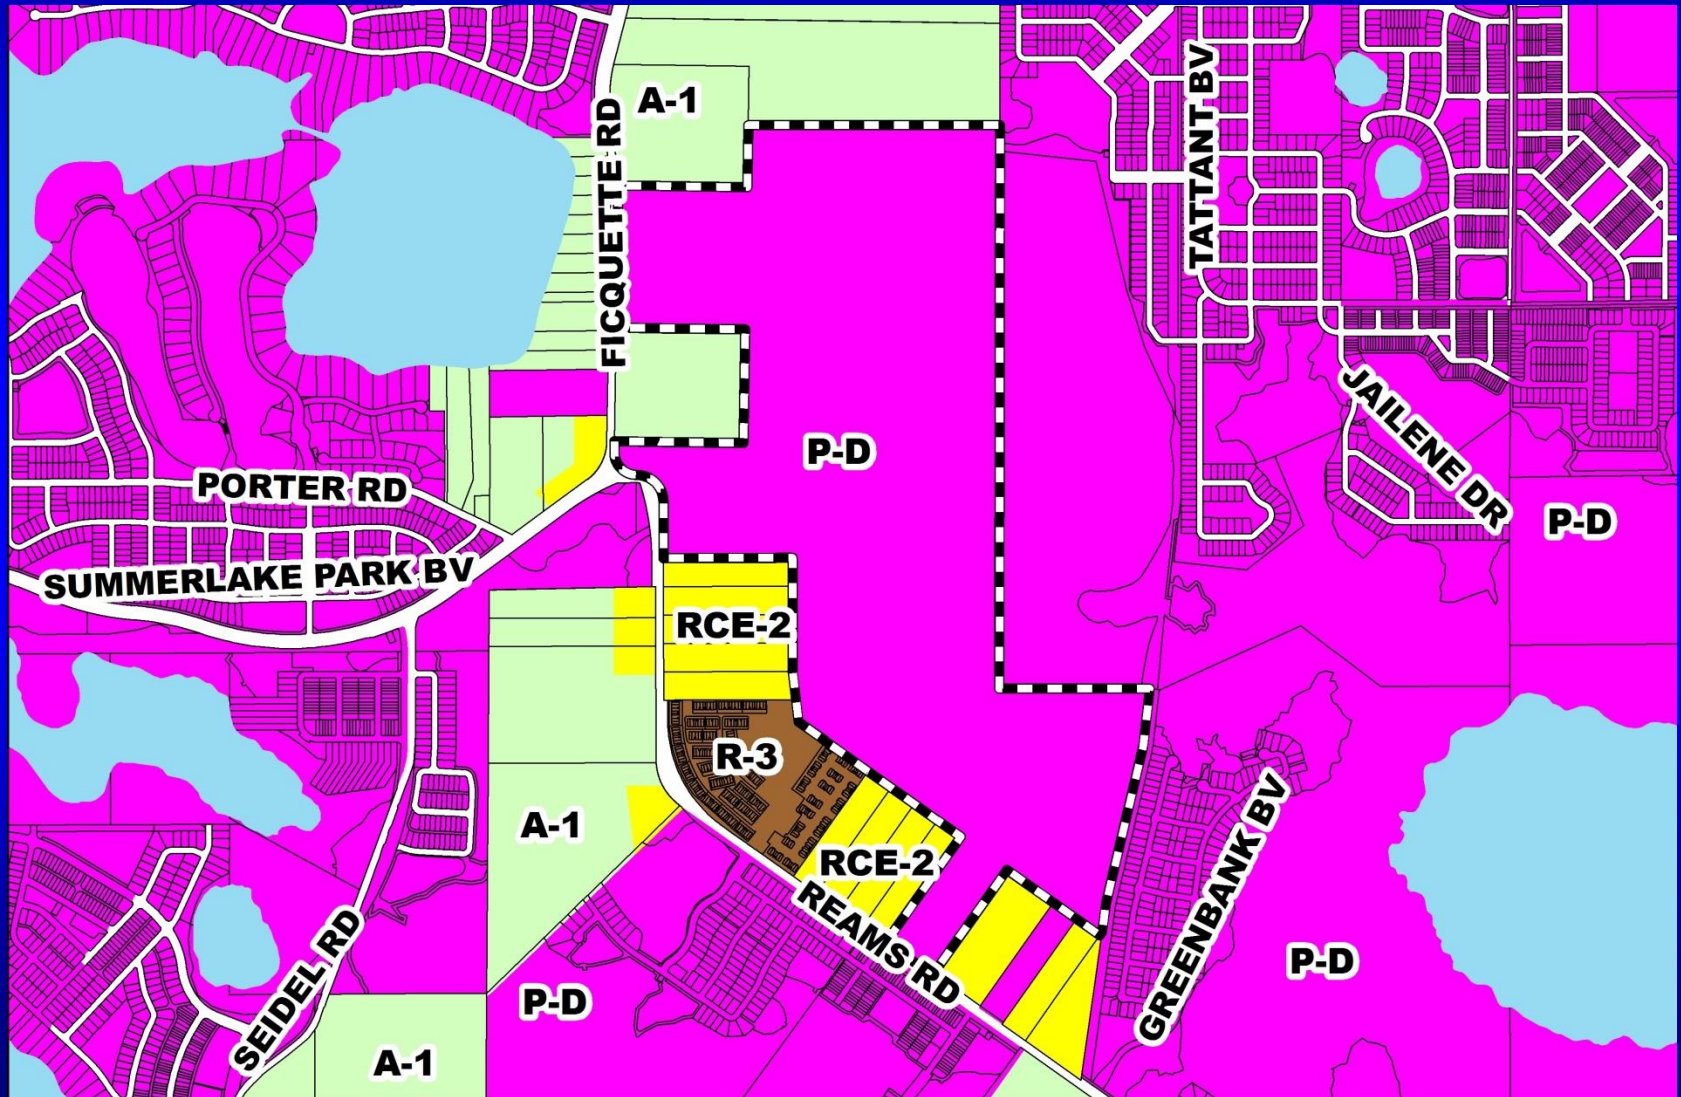 A-1
FICQUETTE RD
TATTANT BV
JAILENE DR
P-D
PORTER RD
P-D
SUMMERLAKE PARK BV
RCE-2
R-3
A-1
RCE-2
REAMS RD
GREENBANK BV
SEIDEL RD
P-D
P-D
A-1